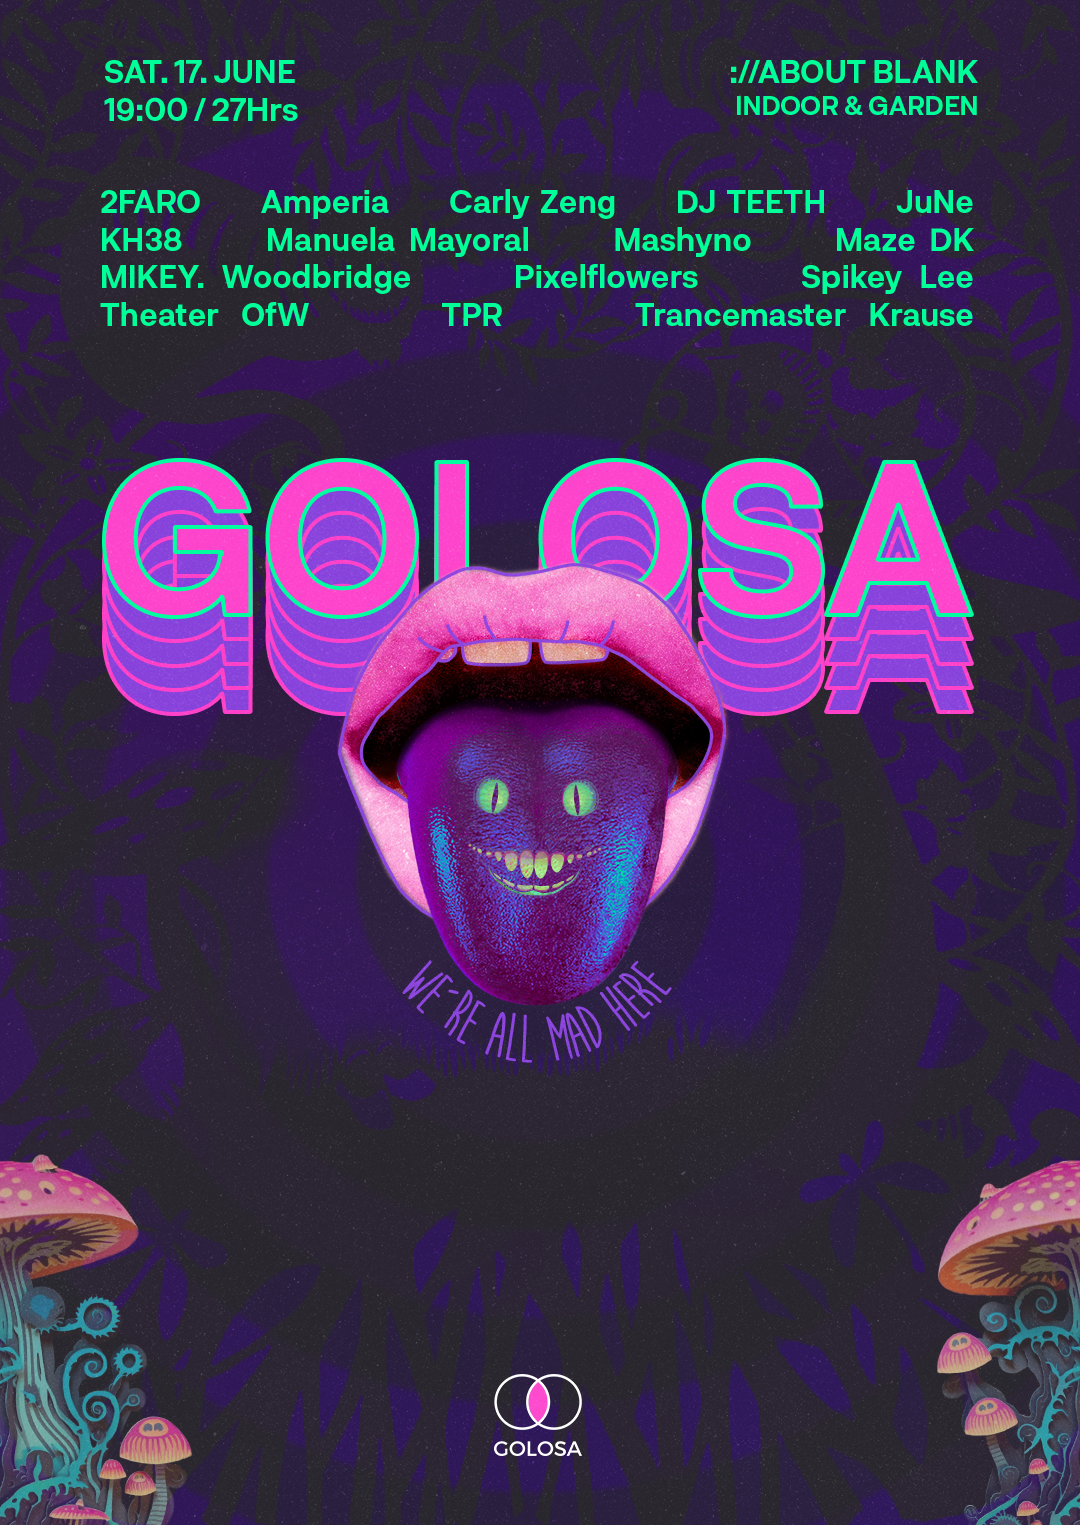 SAT. 17. JUNE
19:00 / 27Hrs
://ABOUT BLANK
INDOOR & GARDEN
2FARO Amperia Carly Zeng DJ TEETH JuNe
KH38 Manuela Mayoral Mashyno Maze DK
MIKEY. Woodbridge Pixelflowers Spikey Lee
Theater OfW TPR Trancemaster Krause
GOLOSA
WE´RE ALL MAD HERE
GOLOSA